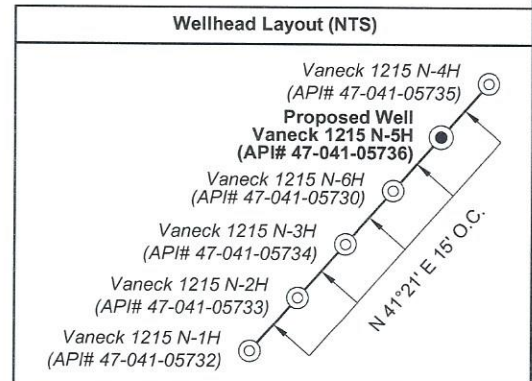 Wellhead Layout (NTS)
Vaneck 1215 N-4H
(API# 47-041-05735)
Proposed Well
Vaneck 1215 N-5H
(API# 47-041-05736)
Vaneck 1215 N-6H
(API# 47-041-05730)
Vaneck 1215 N-3H
(API# 47-041-05734)
Vaneck 1215 N-2H
(API# 47-041-05733)
Vaneck 1215 N-1H
(API# 47-041-05732)
N 41°21' E 15' O.C.